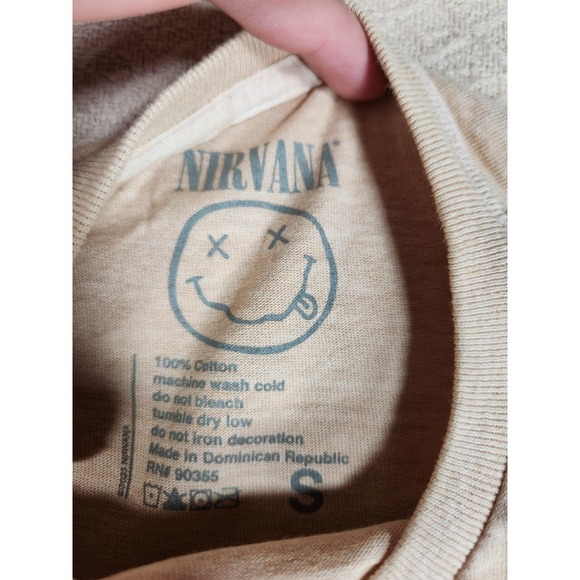 NIRVANA
100% Cotton
machine wash cold
do not bleach
tumble dry low
do not iron decoration
Made in Dominican Republic
RN# 90355
S